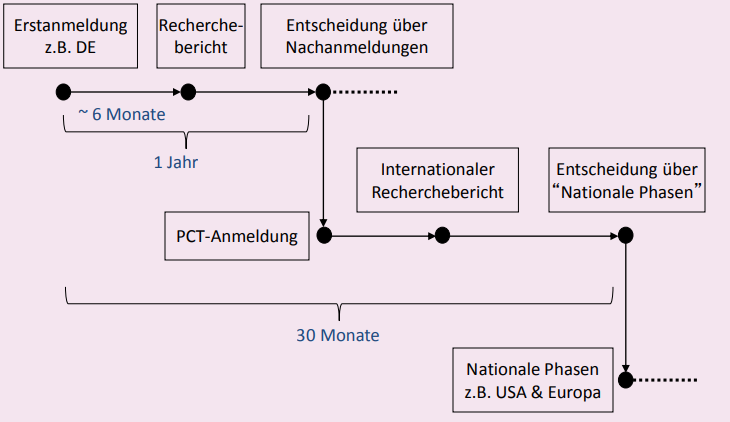 Erstanmeldung
z.B. DE
Recherche-
bericht
Entscheidung über
Nachanmeldungen
~ 6 Monate
1 Jahr
Internationaler
Recherchebericht
Entscheidung über
“Nationale Phasen”
PCT-Anmeldung
30 Monate
Nationale Phasen
z.B. USA & Europa